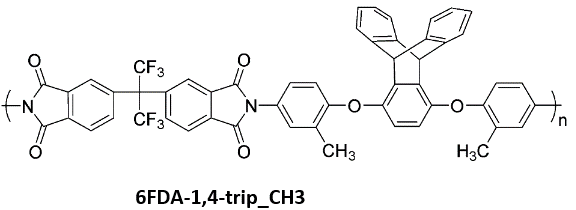 O O CF3 O O
N CF3 N O O
CH3 H3C n
6FDA-1,4-trip_CH3